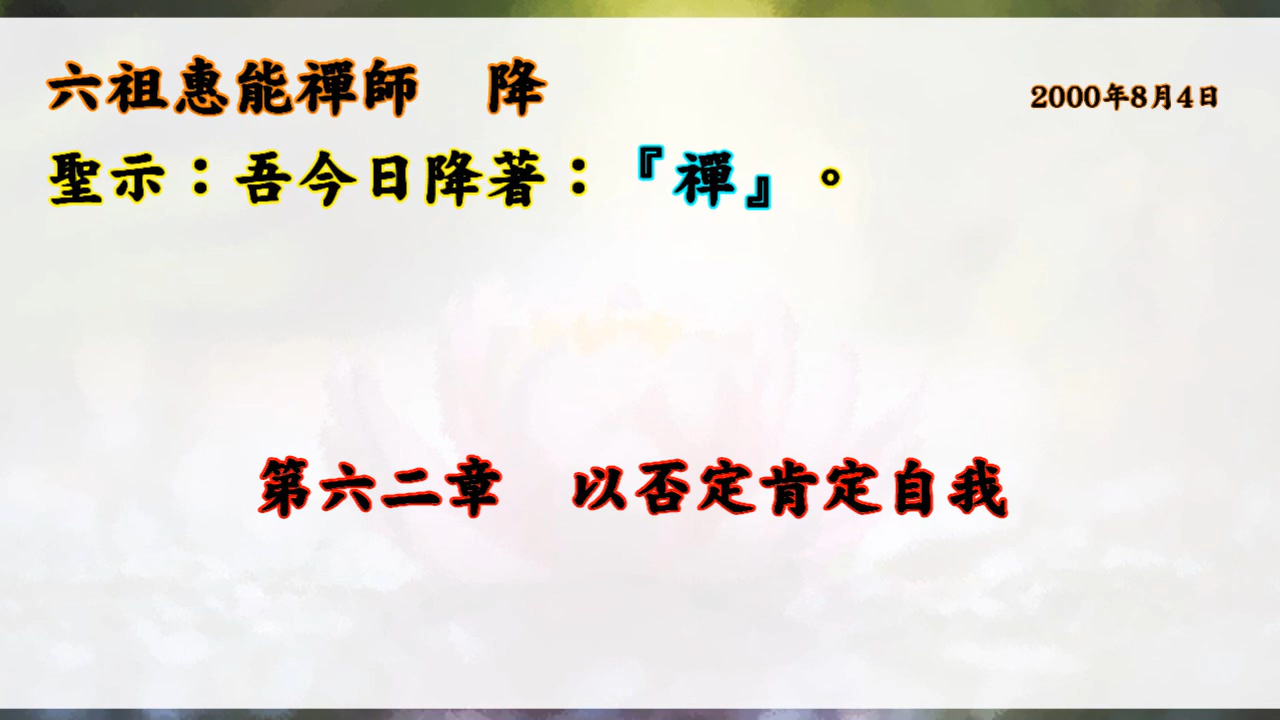 六祖惠能禪師　降
2000年8月4日
聖示：吾今日降著：『禪』。
第六二章　以否定肯定自我